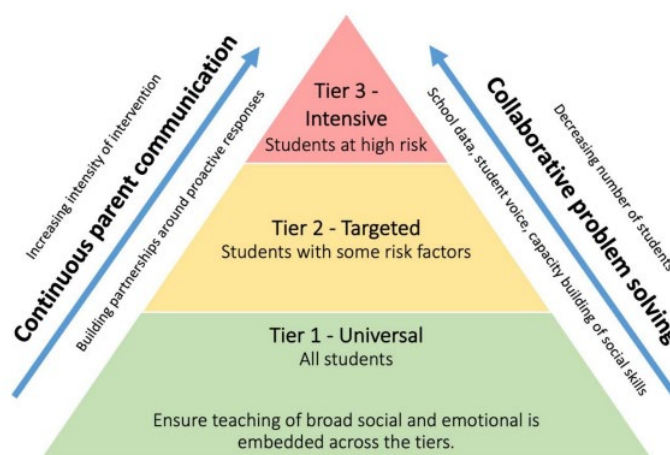 Continuous parent communication
Increasing intensity of intervention
Building partnerships around proactive responses
Tier 3 -
Intensive
Students at high risk
Tier 2 - Targeted
Students with some risk factors
Tier 1 - Universal
All students
Ensure teaching of broad social and emotional is
embedded across the tiers.
Collaborative problem solving
Decreasing number of students
School data, student voice, capacity building of social skills